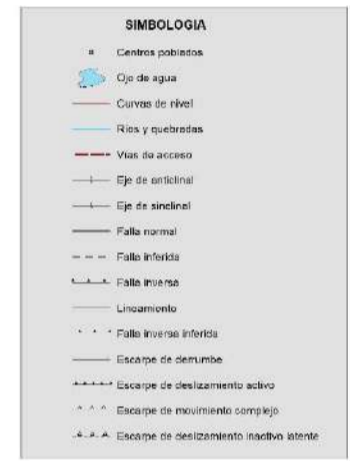 SIMBOLOGIA
Centros poblados
Ojo de agua
Curvas de nivel
Rios y quebradas
Vias de acceso
Eje de anticlinal
Eje de sinclinal
Falla normal
Falla inferida
Falla inversa
Lineamiento
Falla inversa inferida
Escarpe de derrumbe
Escarpe de deslizamiento activo
Escarpe de movimiento complejo
Escarpe de deslizamiento inactivo latente